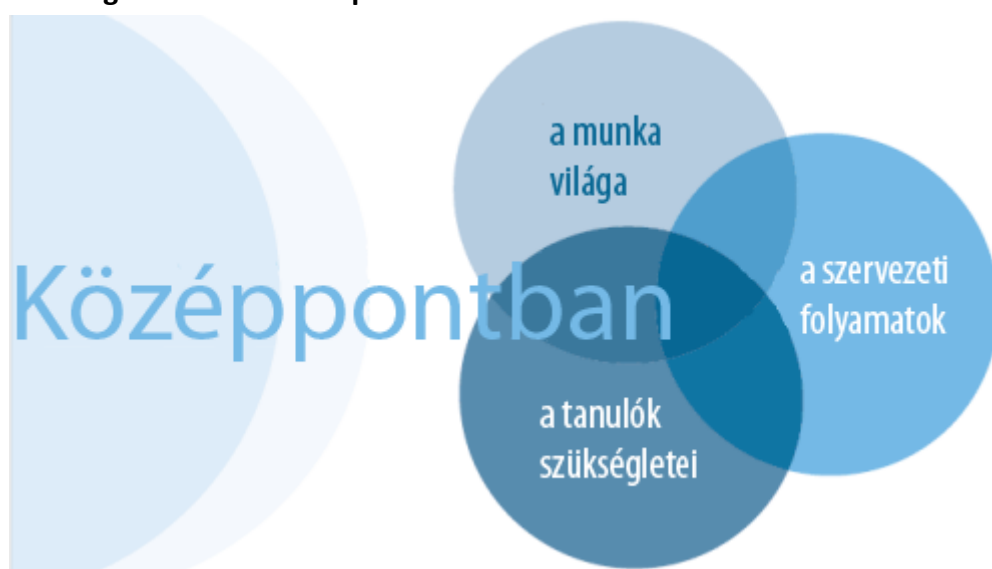 a munka
világa
Középpontban
a szervezeti
folyamatok
a tanulók
szükségletei